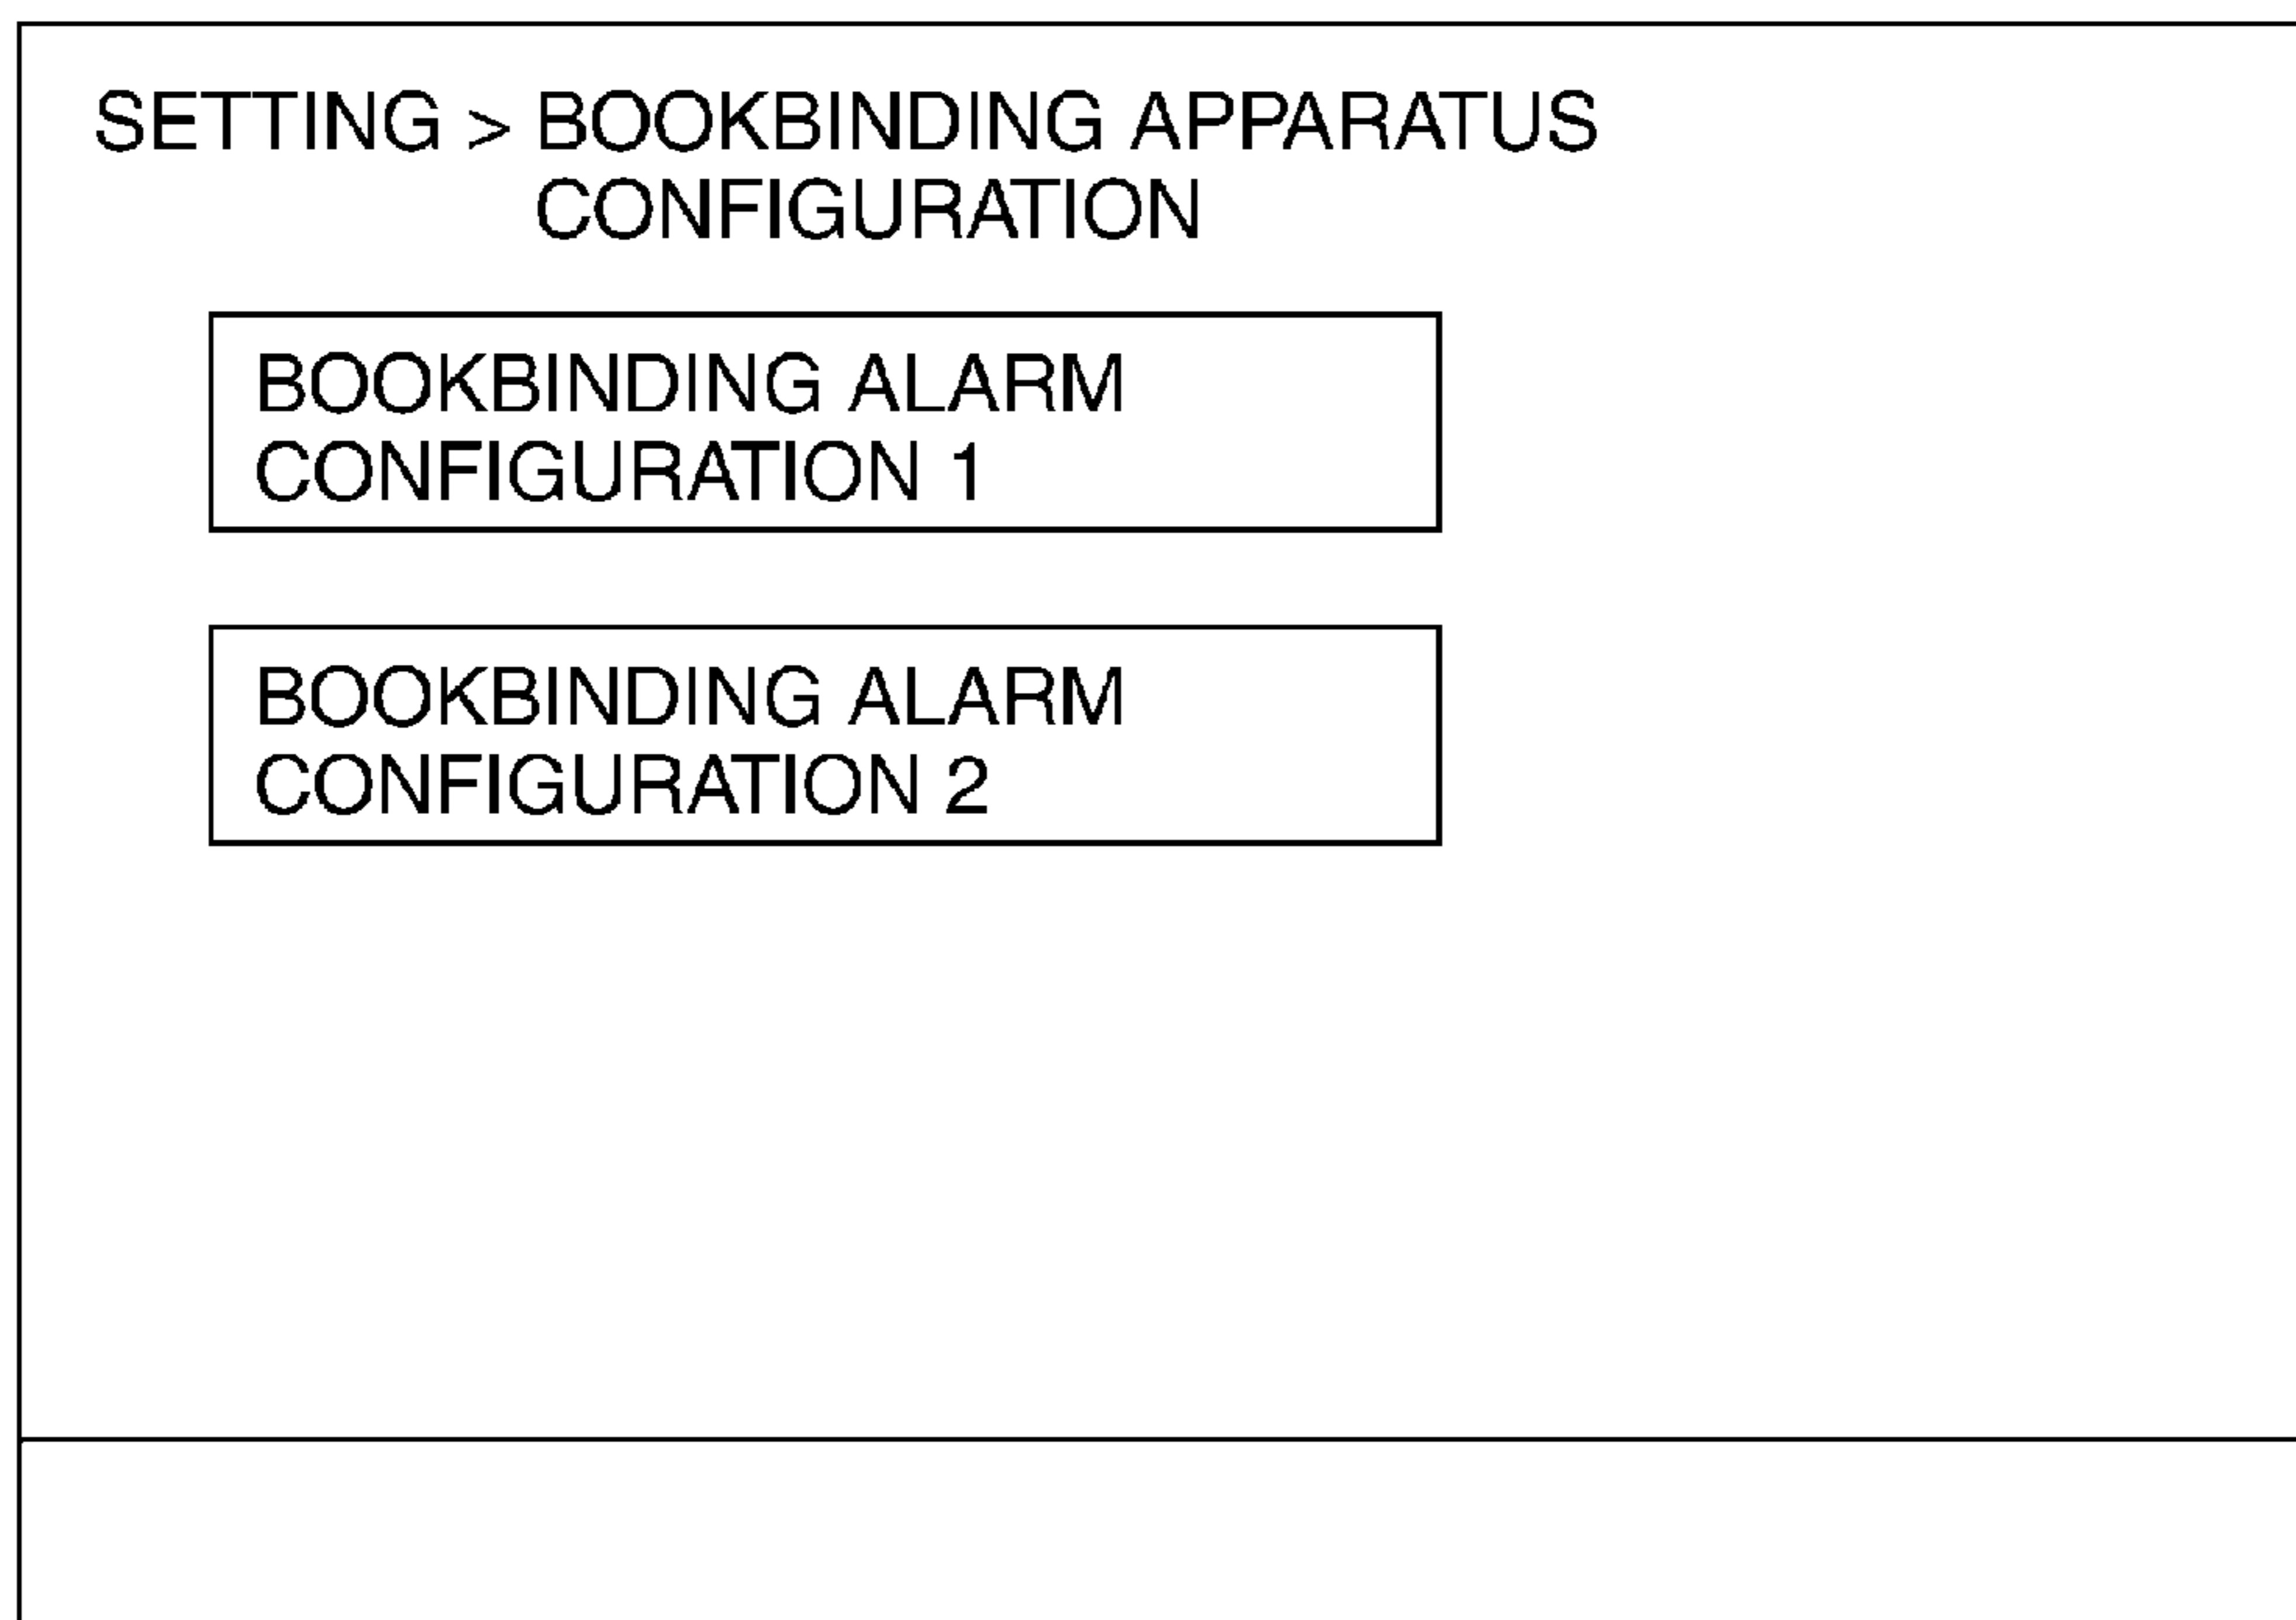 SETTING > BOOKBINDING APPARATUS
CONFIGURATION
BOOKBINDING ALARM
CONFIGURATION 1
BOOKBINDING ALARM
CONFIGURATION 2